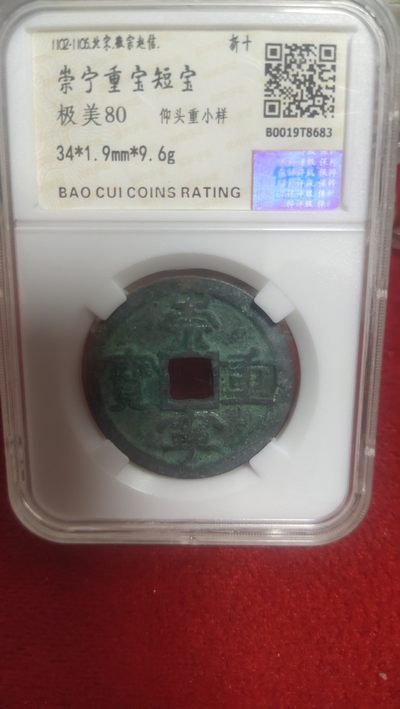 1102-1106.北宋.徽宗赵佶. 折十
崇宁重宝短宝
极美80 仰头重小样
34*1.9mm*9.6g
B0019T8683
BAO CUI COINS RATING
崇
寶 重
寧